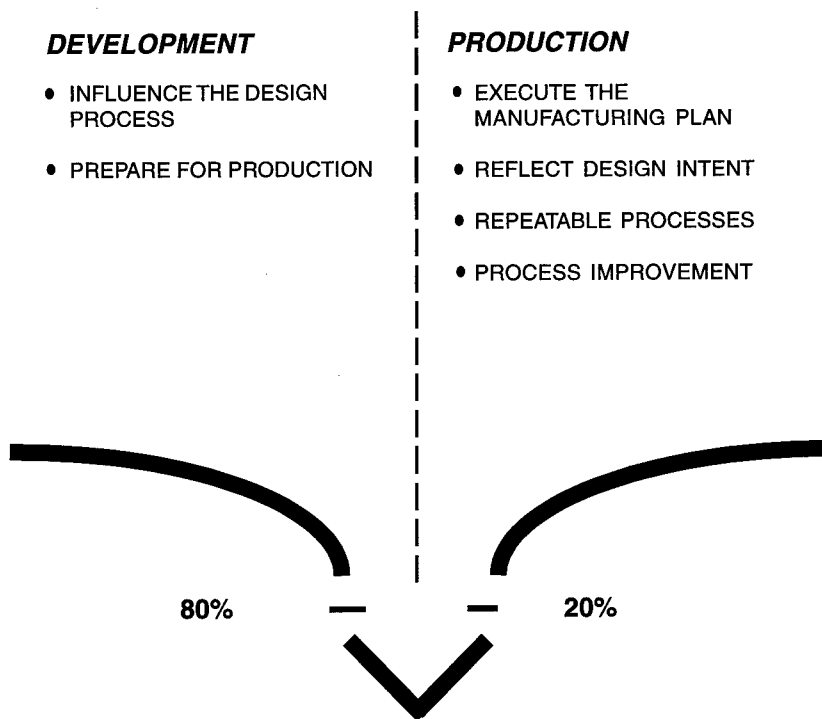 DEVELOPMENT
• INFLUENCE THE DESIGN
PROCESS
• PREPARE FOR PRODUCTION
PRODUCTION
• EXECUTE THE
MANUFACTURING PLAN
• REFLECT DESIGN INTENT
• REPEATABLE PROCESSES
• PROCESS IMPROVEMENT
80%
20%